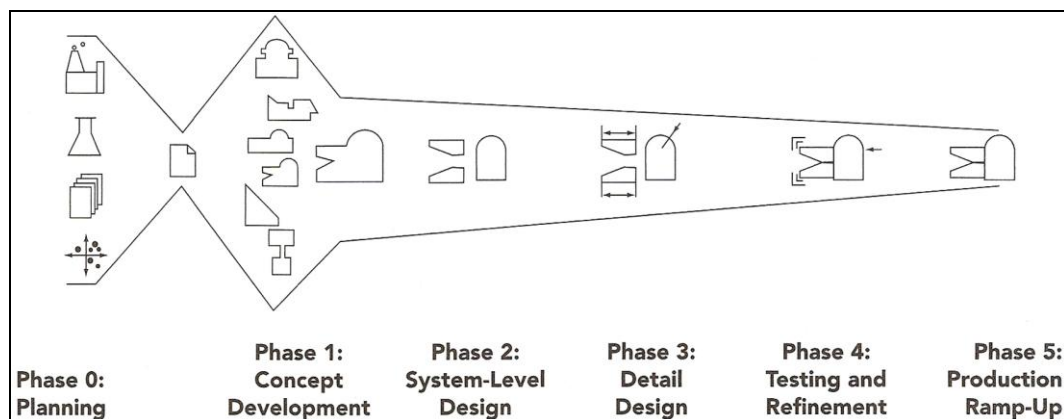 Phase 0:
Planning
Phase 1:
Concept
Development
Phase 2:
System-Level
Design
Phase 3:
Detail
Design
Phase 4:
Testing and
Refinement
Phase 5:
Production
Ramp-Up